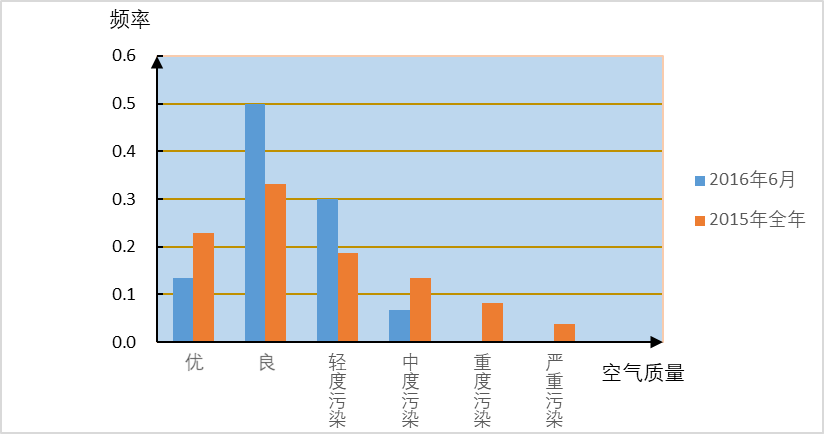 频率
0.6
0.5
0.4
0.3
0.2
0.1
0.0
优
良
轻度污染
中度污染
重度污染
严重污染
空气质量
2016年6月
2015年全年